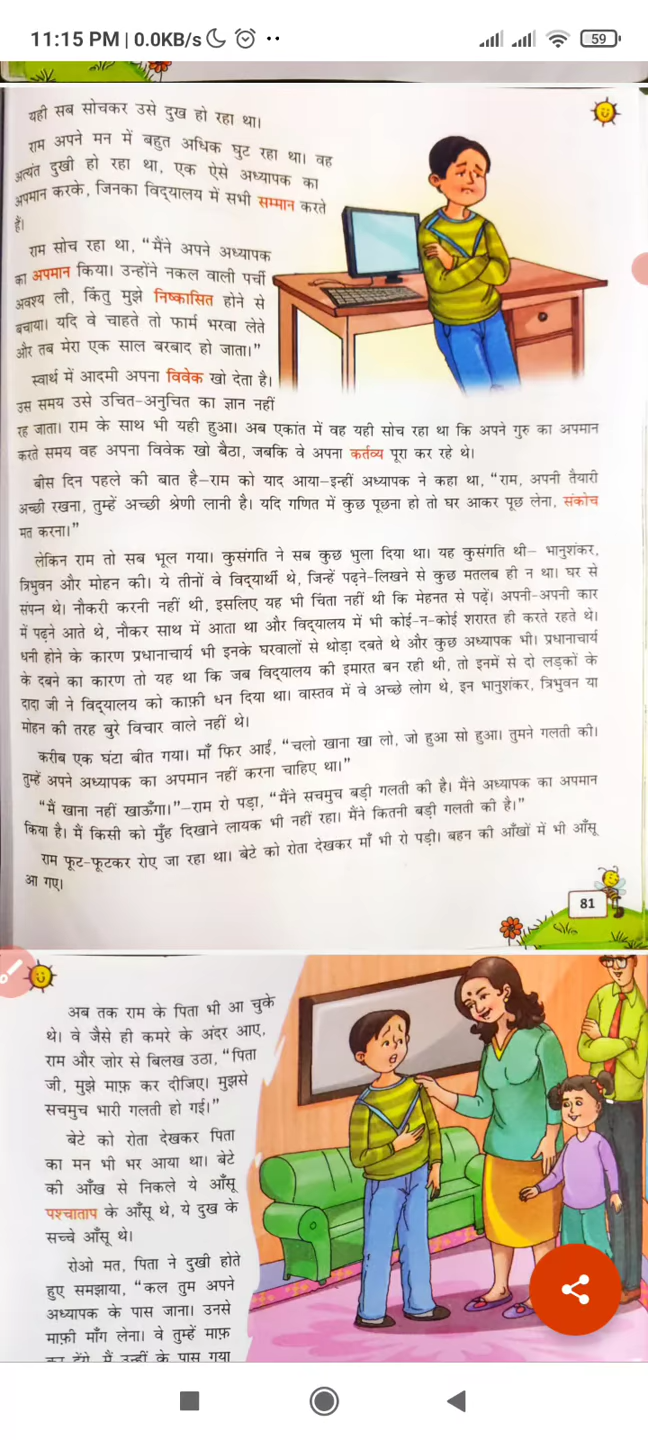 11:15 PM | 0.0KB/s
59
यही सब सोचकर उसे दुख हो रहा था।
राम अपने मन में बहुत अधिक घुट रहा था। वह
अत्यंत दुखी हो रहा था, एक ऐसे अध्यापक का
अपमान करके, जिनका विद्यालय में सभी सम्मान करते
हैं।
राम सोच रहा था, “मैंने अपने अध्यापक
का अपमान किया। उन्होंने नकल वाली पर्ची
अवश्य ली, किंतु मुझे निष्कासित होने से
बचाया। यदि वे चाहते तो फार्म भरवा लेते
और तब मेरा एक साल बरबाद हो जाता।”
स्वार्थ में आदमी अपना विवेक खो देता है।
उस समय उसे उचित-अनुचित का ज्ञान नहीं
रह जाता। राम के साथ भी यही हुआ। अब एकांत में वह यही सोच रहा था कि अपने गुरु का अपमान
करते समय वह अपना विवेक खो बैठा, जबकि वे अपना कर्तव्य पूरा कर रहे थे।
बीस दिन पहले की बात है–राम को याद आया–इन्हीं अध्यापक ने कहा था, “राम, अपनी तैयारी
अच्छी रखना, तुम्हें अच्छी श्रेणी लानी है। यदि गणित में कुछ पूछना हो तो घर आकर पूछ लेना, संकोच
मत करना।”
लेकिन राम तो सब भूल गया। कुसंगति ने सब कुछ भुला दिया था। यह कुसंगति थी– भानुशंकर,
त्रिभुवन और मोहन की। ये तीनों वे विद्यार्थी थे, जिन्हें पढ़ने-लिखने से कुछ मतलब ही न था। घर से
संपन्न थे। नौकरी करनी नहीं थी, इसलिए यह भी चिंता नहीं थी कि मेहनत से पढ़ें। अपनी-अपनी कार
में पढ़ने आते थे, नौकर साथ में आता था और विद्यालय में भी कोई-न-कोई शरारत ही करते रहते थे।
धनी होने के कारण प्रधानाचार्य भी इनके घरवालों से थोड़ा दबते थे और कुछ अध्यापक भी। प्रधानाचार्य
के दबने का कारण तो यह था कि जब विद्यालय की इमारत बन रही थी, तो इनमें से दो लड़कों के
दादा जी ने विद्यालय को काफ़ी धन दिया था। वास्तव में वे अच्छे लोग थे, इन भानुशंकर, त्रिभुवन या
मोहन की तरह बुरे विचार वाले नहीं थे।
करीब एक घंटा बीत गया। माँ फिर आईं, “चलो खाना खा लो, जो हुआ सो हुआ। तुमने गलती की।
तुम्हें अपने अध्यापक का अपमान नहीं करना चाहिए था।”
“मैं खाना नहीं खाऊँगा।”–राम रो पड़ा, “मैंने सचमुच बड़ी गलती की है। मैंने अध्यापक का अपमान
किया है। मैं किसी को मुँह दिखाने लायक भी नहीं रहा। मैंने कितनी बड़ी गलती की है।”
राम फूट-फूटकर रोए जा रहा था। बेटे को रोता देखकर माँ भी रो पड़ी। बहन की आँखों में भी आँसू
आ गए।
81
अब तक राम के पिता भी आ चुके
थे। वे जैसे ही कमरे के अंदर आए,
राम और ज़ोर से बिलख उठा, “पिता
जी, मुझे माफ़ कर दीजिए। मुझसे
सचमुच भारी गलती हो गई।”
बेटे को रोता देखकर पिता
का मन भी भर आया था। बेटे
की आँख से निकले ये आँसू
पश्चाताप के आँसू थे, ये दुख के
सच्चे आँसू थे।
रोओ मत, पिता ने दुखी होते
हुए समझाया, “कल तुम अपने
अध्यापक के पास जाना। उनसे
माफ़ी माँग लेना। वे तुम्हें माफ़
कर देंगे, मैं उन्हीं के पास गया